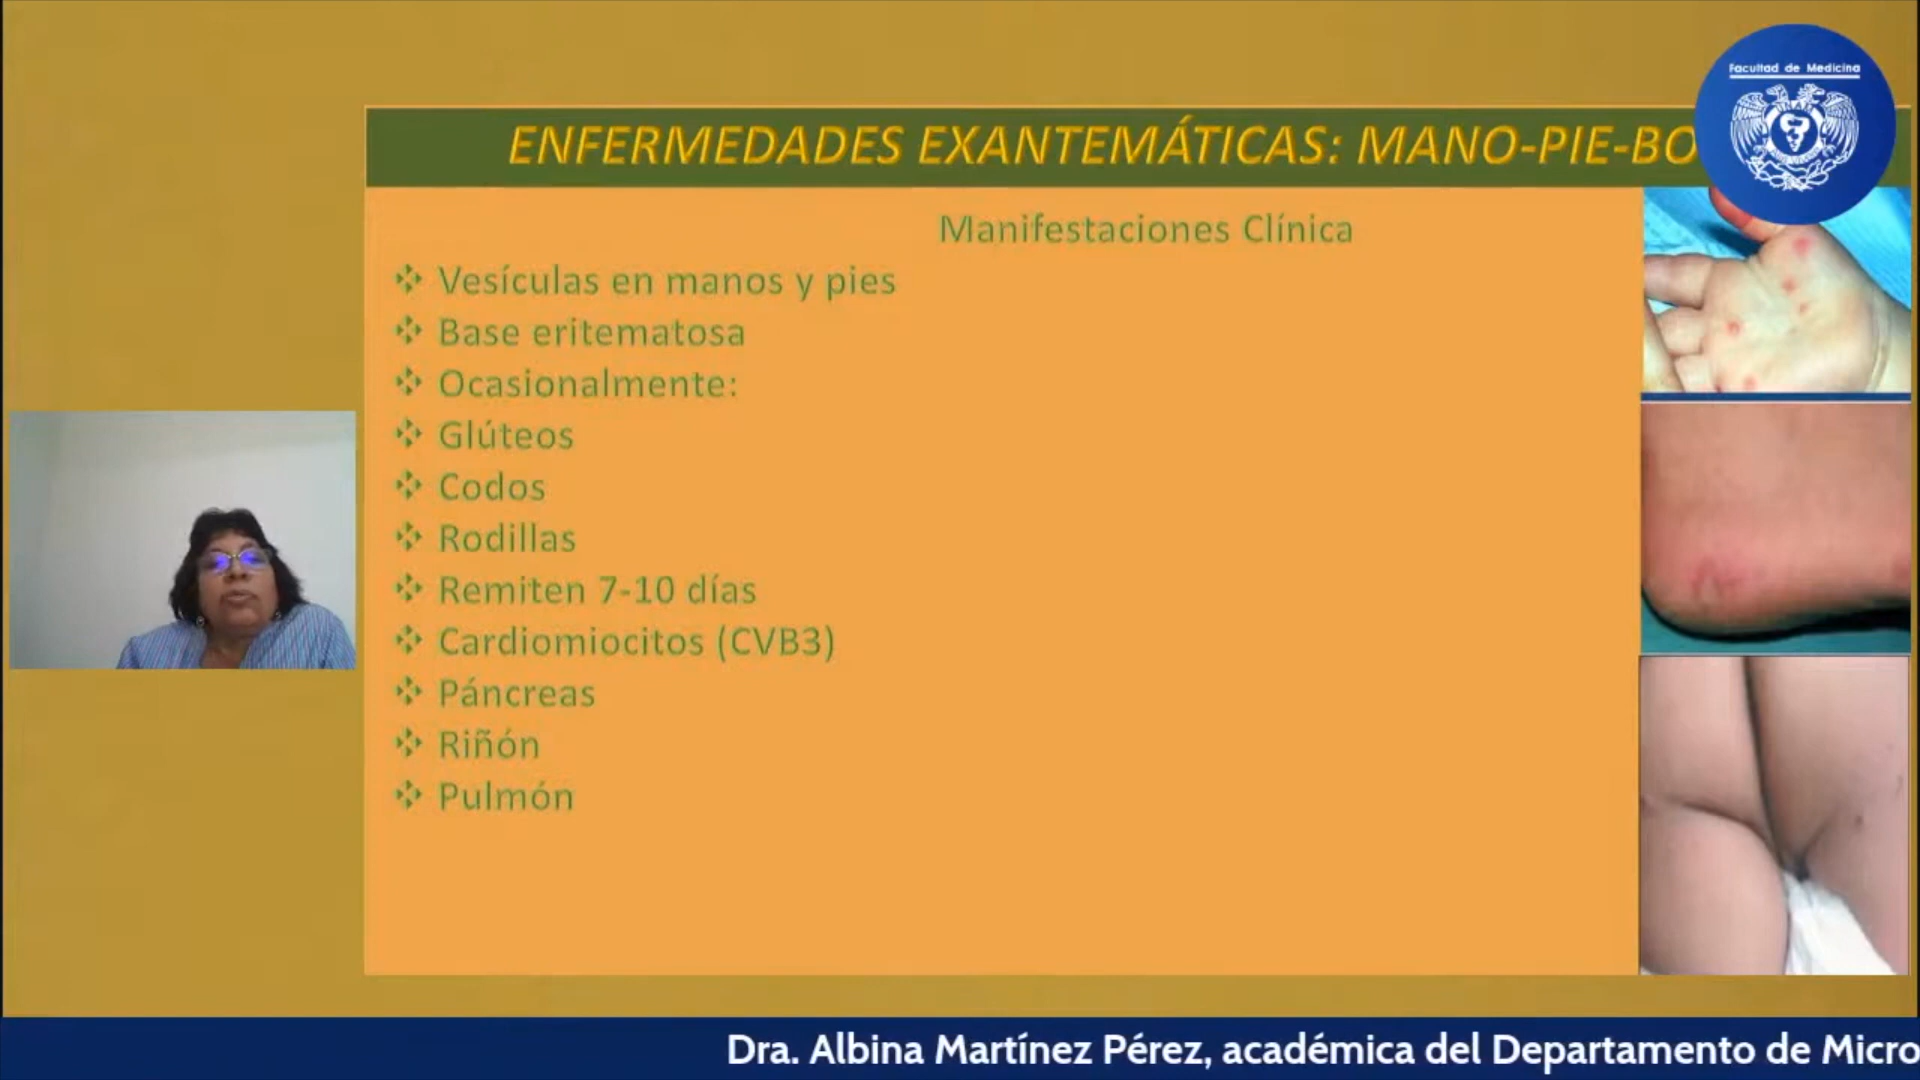 Facultad de Medicina
ENFERMEDADES EXANTEMÁTICAS: MANO-PIE-BO
Manifestaciones Clínica
Vesículas en manos y pies
Base eritematosa
Ocasionalmente:
Glúteos
Codos
Rodillas
Remiten 7-10 días
Cardiomiocitos (CVB3)
Páncreas
Riñón
Pulmón
Dra. Albina Martínez Pérez, académica del Departamento de Micro